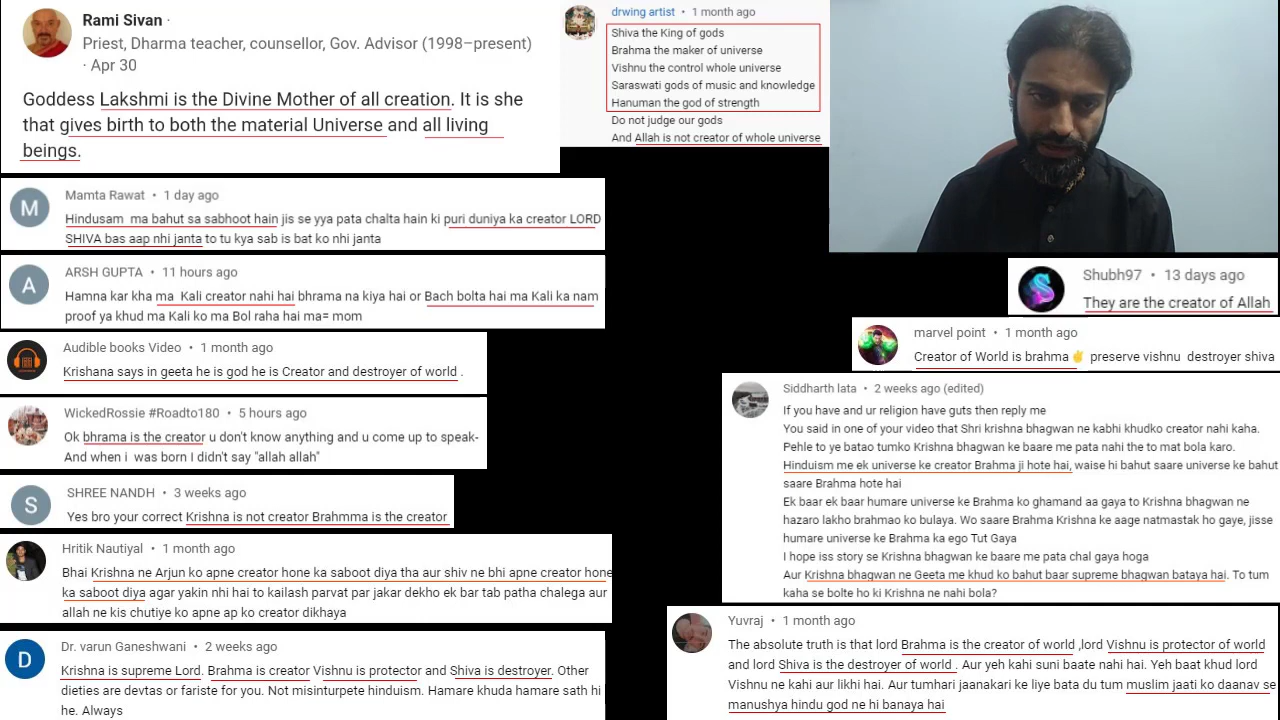 Rami Sivan ·
Priest, Dharma teacher, counsellor, Gov. Advisor (1998–present)
· Apr 30
Goddess Lakshmi is the Divine Mother of all creation. It is she
that gives birth to both the material Universe and all living
beings.
drwing artist • 1 month ago
Shiva the King of gods
Brahma the maker of universe
Vishnu the control whole universe
Saraswati gods of music and knowledge
Hanuman the god of strength
Do not judge our gods
And Allah is not creator of whole universe
M
Mamta Rawat • 1 day ago
Hindusam ma bahut sa sabhoot hain jis se yya pata chalta hain ki puri duniya ka creator LORD
SHIVA bas aap nhi janta to tu kya sab is bat ko nhi janta
A
ARSH GUPTA • 11 hours ago
Hamna kar kha ma Kali creator nahi hai bhrama na kiya hai or Bach bolta hai ma Kali ka nam
proof ya khud ma Kali ko ma Bol raha hai ma= mom
Audible books Video • 1 month ago
Krishana says in geeta he is god he is Creator and destroyer of world .
WickedRossie #Roadto180 • 5 hours ago
Ok bhrama is the creator u don't know anything and u come up to speak-
And when i was born I didn't say "allah allah"
S
SHREE NANDH • 3 weeks ago
Yes bro your correct Krishna is not creator Brahmma is the creator
Hritik Nautiyal • 1 month ago
Bhai Krishna ne Arjun ko apne creator hone ka saboot diya tha aur shiv ne bhi apne creator hone
ka saboot diya agar yakin nhi hai to kailash parvat par jakar dekho ek bar tab patha chalega aur
allah ne kis chutiye ko apne ap ko creator dikhaya
D
Dr. varun Ganeshwani • 2 weeks ago
Krishna is supreme Lord. Brahma is creator Vishnu is protector and Shiva is destroyer. Other
dieties are devtas or fariste for you. Not misinturpete hinduism. Hamare khuda hamare sath hi
he. Always
Shubh97 • 13 days ago
They are the creator of Allah
marvel point • 1 month ago
Creator of World is brahma ✌ preserve vishnu destroyer shiva
Siddharth lata • 2 weeks ago (edited)
If you have and ur religion have guts then reply me
You said in one of your video that Shri krishna bhagwan ne kabhi khudko creator nahi kaha.
Pehle to ye batao tumko Krishna bhagwan ke baare me pata nahi the to mat bola karo.
Hinduism me ek universe ke creator Brahma ji hote hai, waise hi bahut saare universe ke bahut
saare Brahma hote hai
Ek baar ek baar humare universe ke Brahma ko ghamand aa gaya to Krishna bhagwan ne
hazaro lakho brahmao ko bulaya. Wo saare Brahma Krishna ke aage natmastak ho gaye, jisse
humare universe ke Brahma ka ego Tut Gaya
I hope iss story se Krishna bhagwan ke baare me pata chal gaya hoga
Aur Krishna bhagwan ne Geeta me khud ko bahut baar supreme bhagwan bataya hai. To tum
kaha se bolte ho ki Krishna ne nahi bola?
Yuvraj • 1 month ago
The absolute truth is that lord Brahma is the creator of world ,lord Vishnu is protector of world
and lord Shiva is the destroyer of world . Aur yeh kahi suni baate nahi hai. Yeh baat khud lord
Vishnu ne kahi aur likhi hai. Aur tumhari jaanakari ke liye bata du tum muslim jaati ko daanav se
manushya hindu god ne hi banaya hai